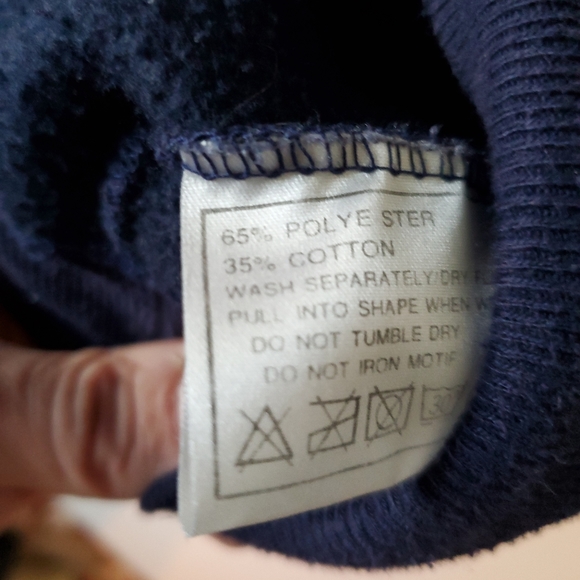 65% POLYE STER
35% COTTON
WASH SEPARATELY/DRY
PULL INTO SHAPE WHEN
DO NOT TUMBLE DRY
DO NOT IRON MOTIF
30